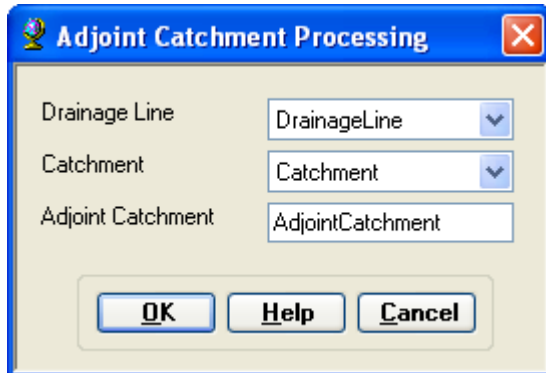 Adjoint Catchment Processing
Drainage Line DrainageLine
Catchment Catchment
Adjoint Catchment AdjointCatchment
OK Help Cancel